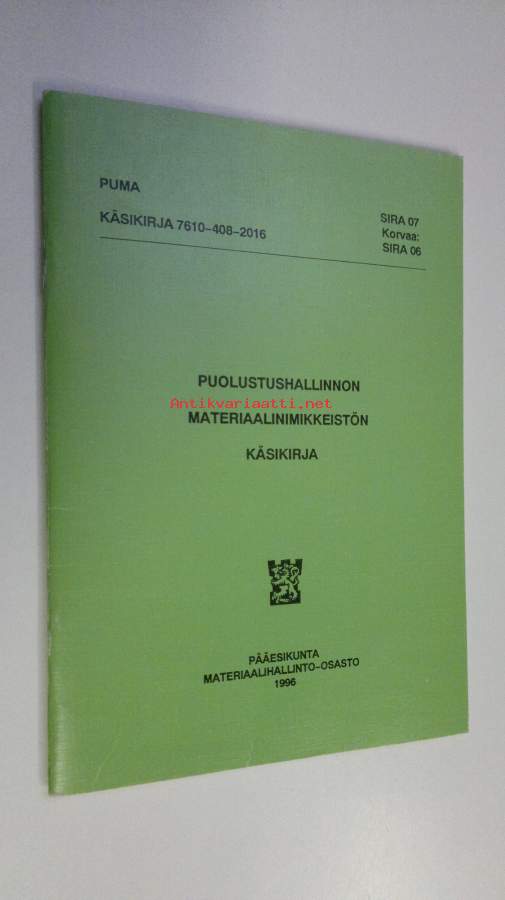 PUMA
KÄSIKIRJA 7610-408-2016
SIRA 07
Korvaa:
SIRA 06
PUOLUSTUSHALLINNON
Antikvariaatti.net
MATERIAALINIMIKKEISTÖN
KÄSIKIRJA
PÄÄESIKUNTA
MATERIAALIHALLINTO-OSASTO
1996